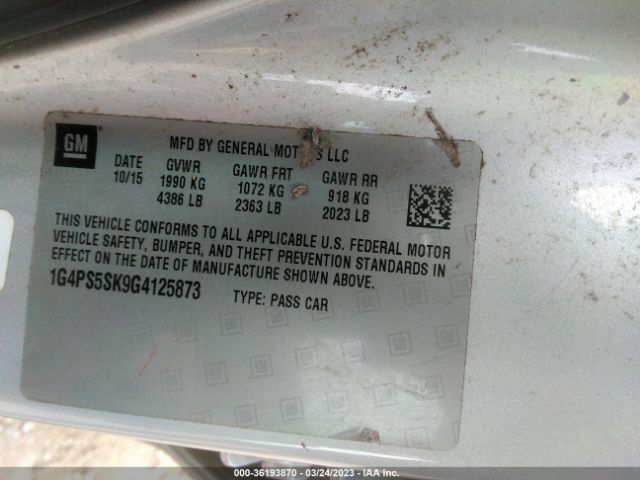 GM
MFD BY GENERAL MOTORS LLC
DATE GVWR GAWR FRT GAWR RR
10/15 1990 KG 1072 KG 918 KG
4386 LB 2363 LB 2023 LB
THIS VEHICLE CONFORMS TO ALL APPLICABLE U.S. FEDERAL MOTOR
VEHICLE SAFETY, BUMPER, AND THEFT PREVENTION STANDARDS IN
EFFECT ON THE DATE OF MANUFACTURE SHOWN ABOVE.
1G4PS5SK9G4125873 TYPE: PASS CAR
000-36193870 / 03/24/2023 / IAA Inc.